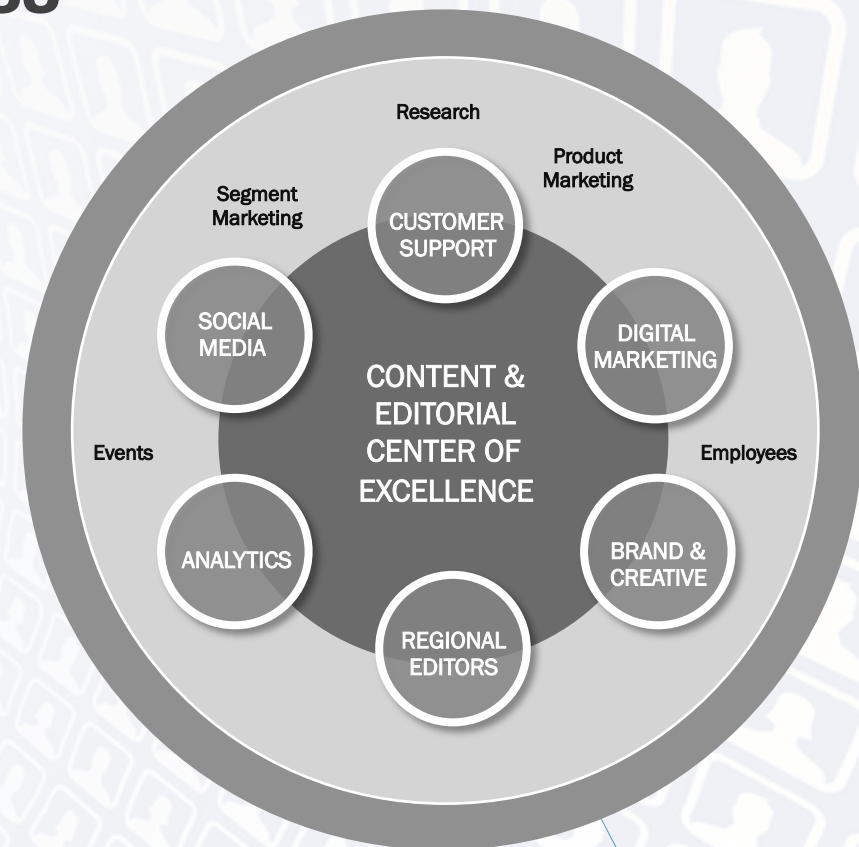 Research
Product
Marketing
Segment
Marketing
CUSTOMER
SUPPORT
SOCIAL
MEDIA
DIGITAL
MARKETING
CONTENT &
EDITORIAL
CENTER OF
EXCELLENCE
Events
Employees
ANALYTICS
BRAND &
CREATIVE
REGIONAL
EDITORS